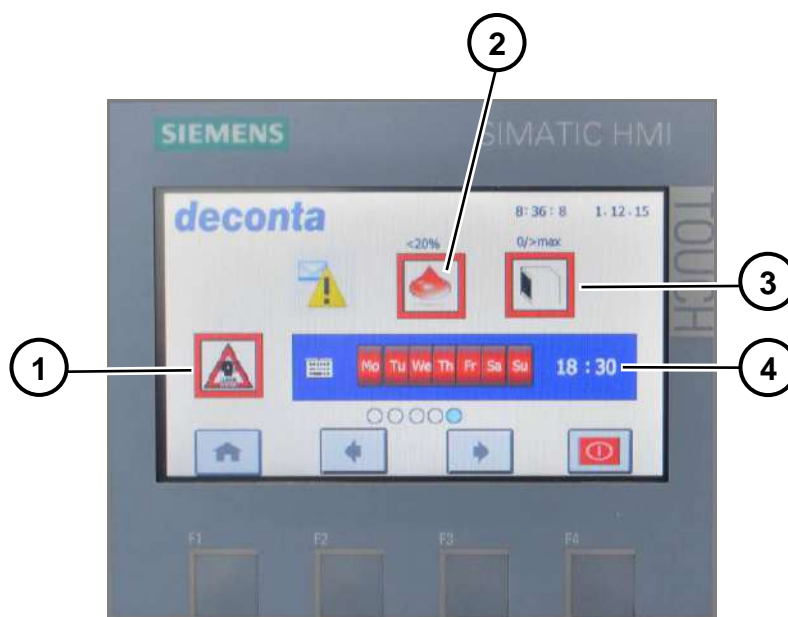 2
SIEMENS
SIMATIC HMI
TOUCH
deconta
8:36:8 1.12.15
<20% 0/>max
3
1
Mo Tu We Th Fr Sa Su 18:30
4
F1 F2 F3 F4